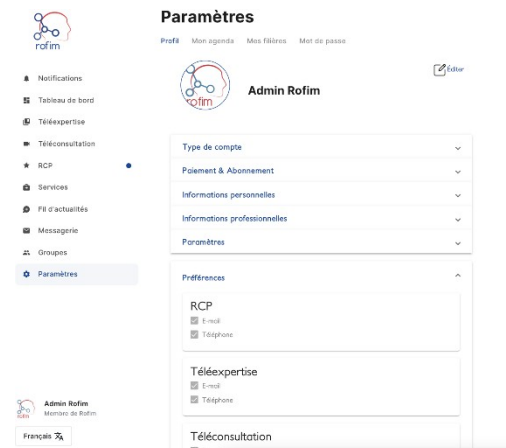 rofim
Notifications
Tableau de bord
Téléexpertise
Téléconsultation
RCP
Services
Fil d'actualités
Messagerie
Groupes
Paramètres
Admin Rofim
Membre de Rofim
Français
Paramètres
Profil Mon agenda Mes filières Mot de passe
rofim
Admin Rofim
Éditer
Type de compte
Paiement & Abonnement
Informations personnelles
Informations professionnelles
Paramètres
Préférences
RCP
E-mail
Téléphone
Téléexpertise
E-mail
Téléphone
Téléconsultation